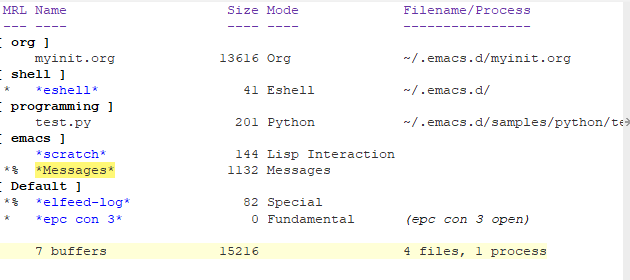 MRL Name                    Size Mode             Filename/Process
--- ----                    ---- ----             ----------------
[ org ]
    myinit.org             13616 Org              ~/.emacs.d/myinit.org
[ shell ]
*   *eshell*                  41 Eshell           ~/.emacs.d/
[ programming ]
    test.py                  201 Python           ~/.emacs.d/samples/python/te
[ emacs ]
    *scratch*                144 Lisp Interaction
*%  *Messages*              1132 Messages
[ Default ]
*%  *elfeed-log*              82 Special
*   *epc con 3*                0 Fundamental      (epc con 3 open)
    7 buffers              15216                  4 files, 1 process